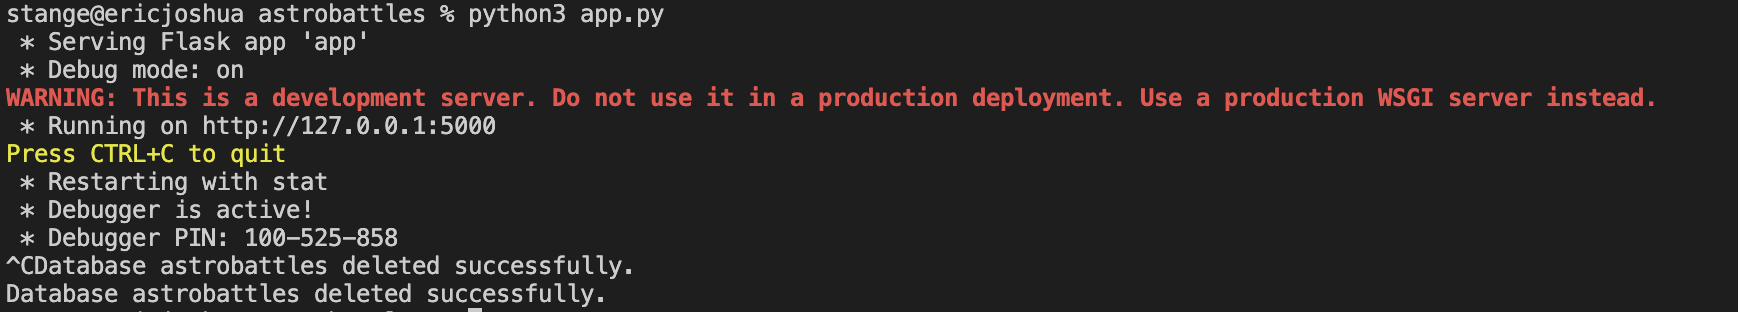 stange@ericjoshua astrobattles % python3 app.py
 * Serving Flask app 'app'
 * Debug mode: on
WARNING: This is a development server. Do not use it in a production deployment. Use a production WSGI server instead.
 * Running on http://127.0.0.1:5000
Press CTRL+C to quit
 * Restarting with stat
 * Debugger is active!
 * Debugger PIN: 100-525-858
^CDatabase astrobattles deleted successfully.
Database astrobattles deleted successfully.